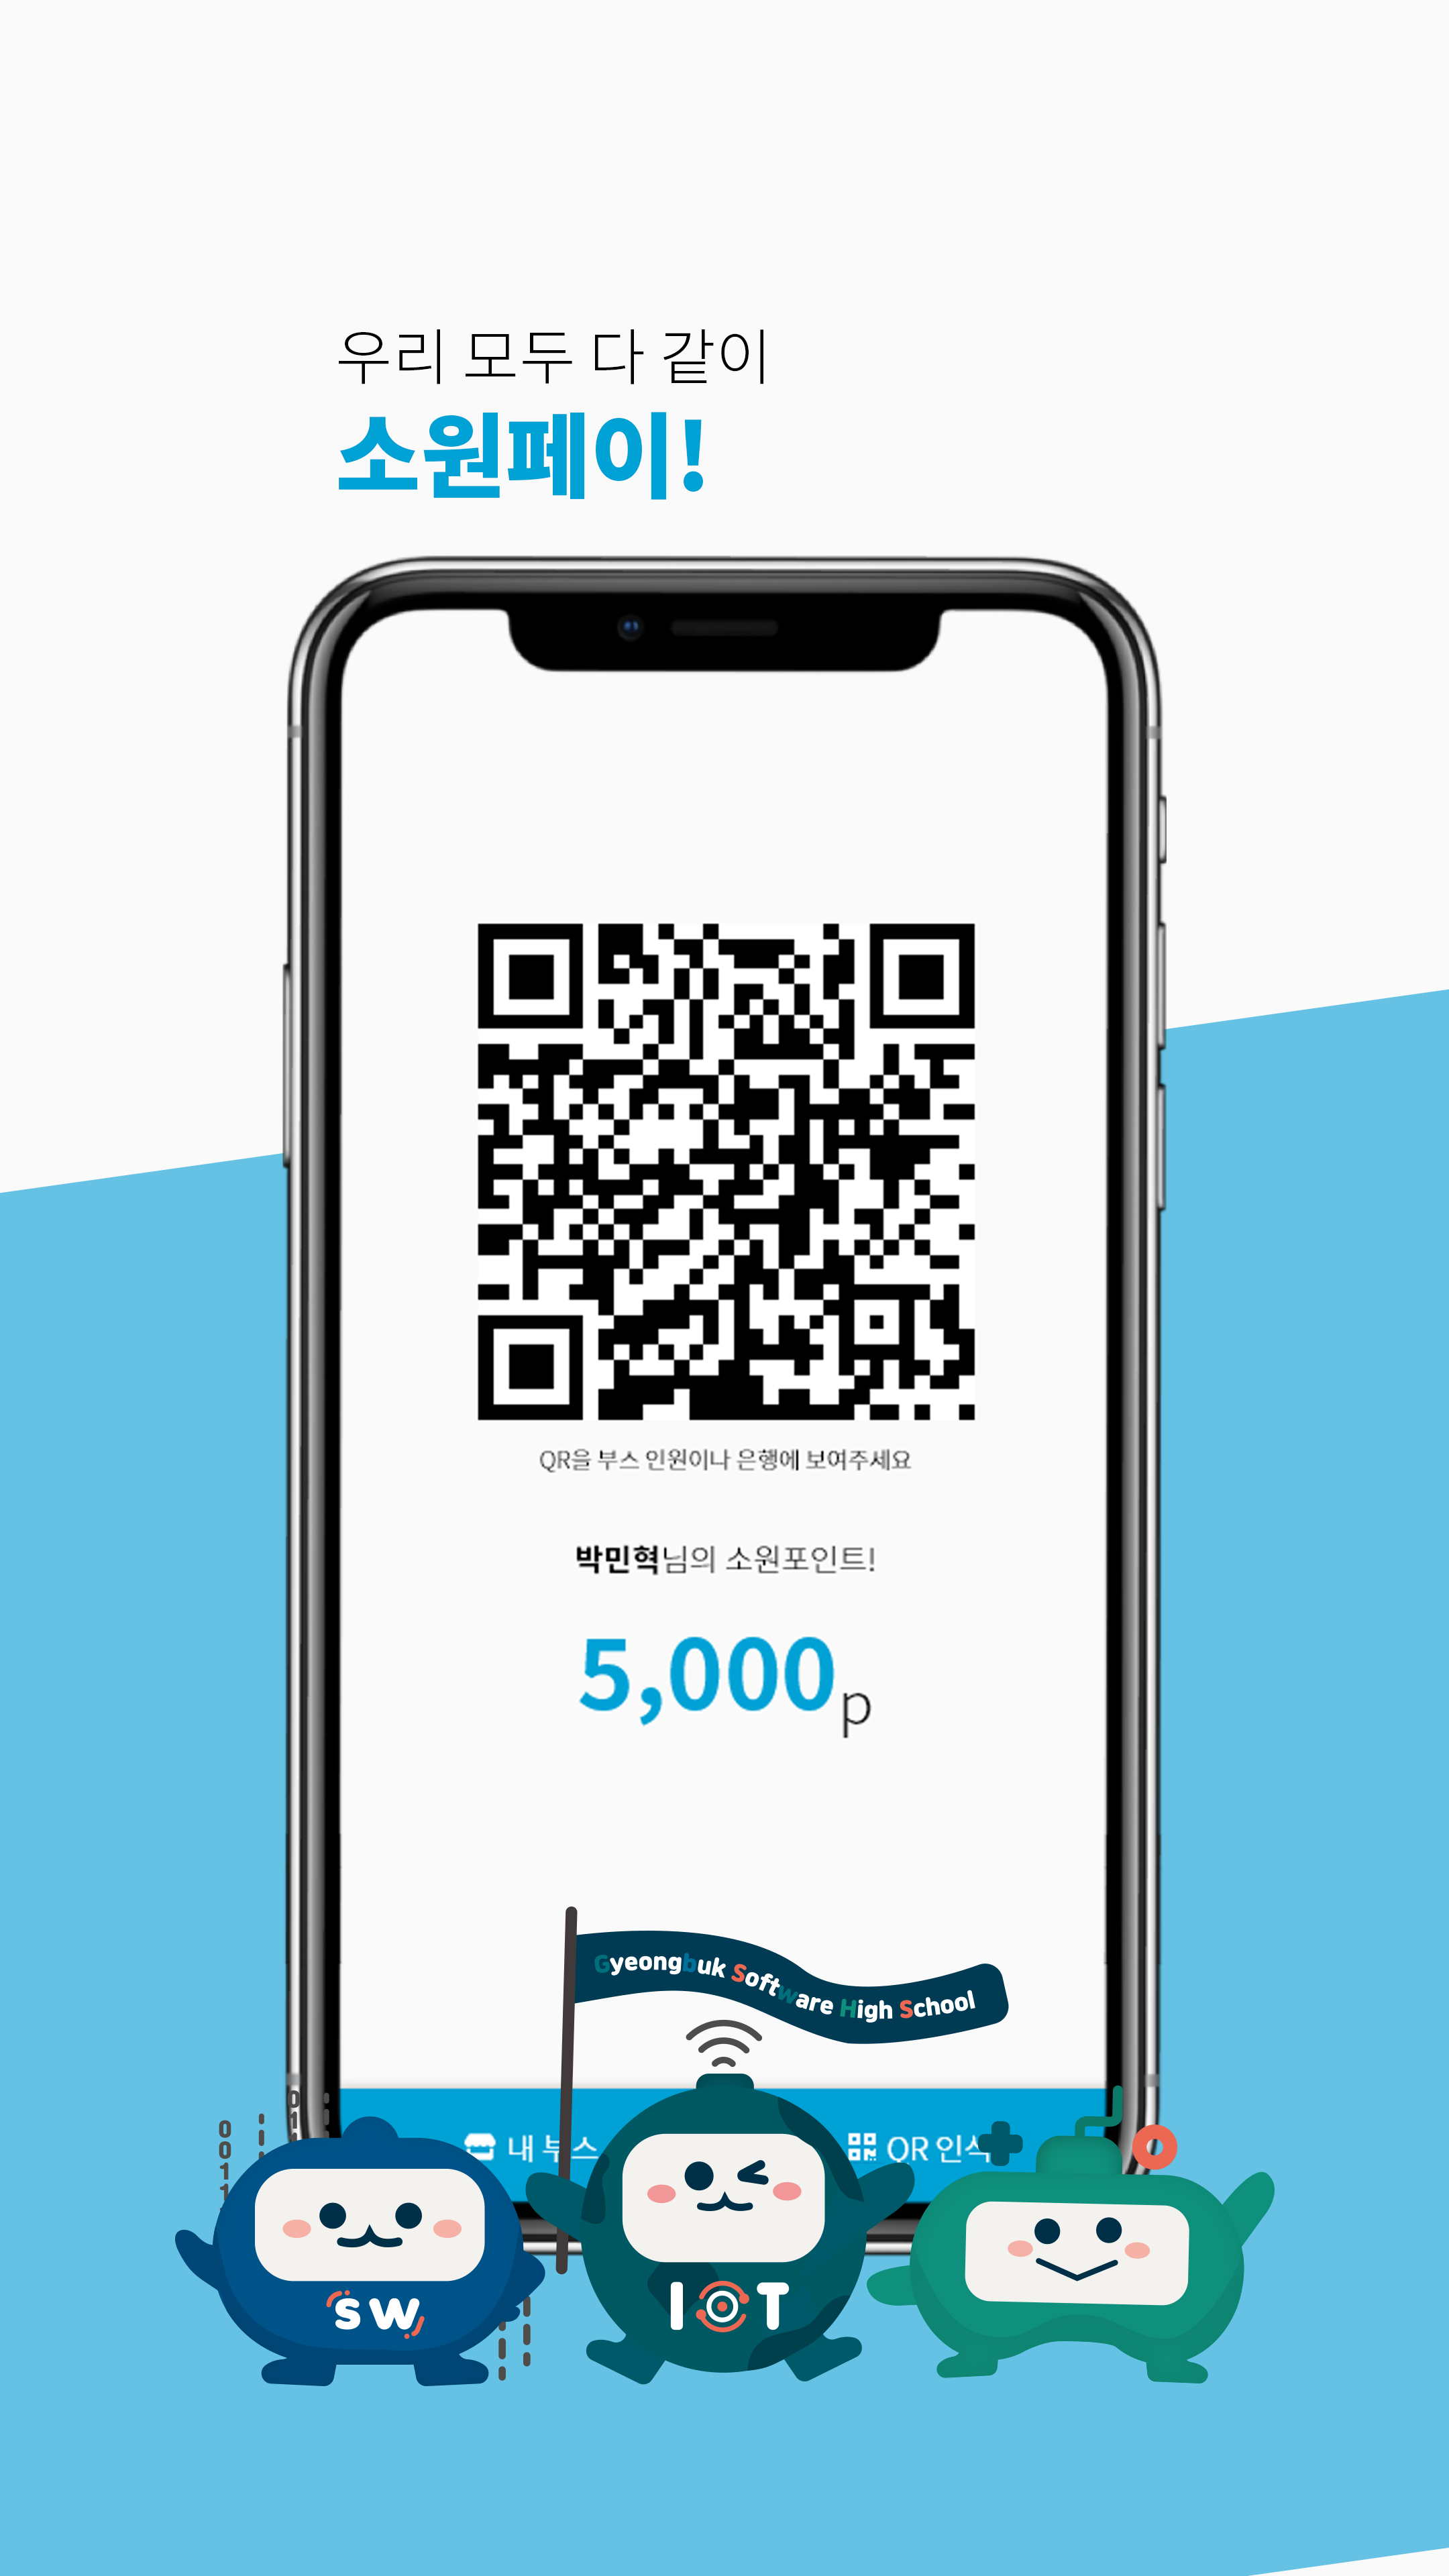 우리 모두 다 같이
소원페이!
QR을 부스 인원이나 은행에 보여주세요
박민혁님의 소원포인트!
5,000p
Gyeongbuk Software High School
내 부스
QR 인식
SW
IOT